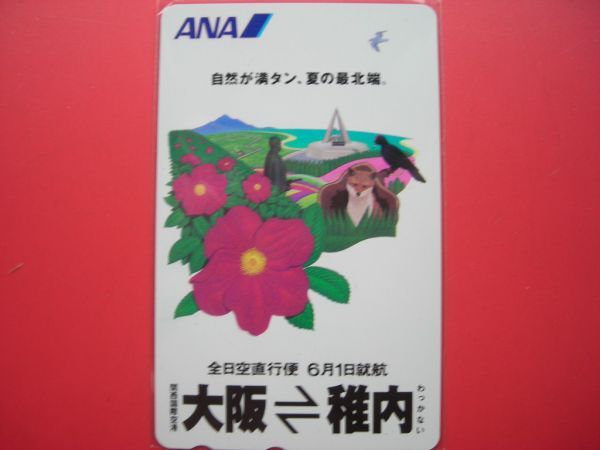 ANA
自然が満タン、夏の最北端。
全日空直行便 6月1日就航
関西国際空港
大阪⇌稚内
わっかない